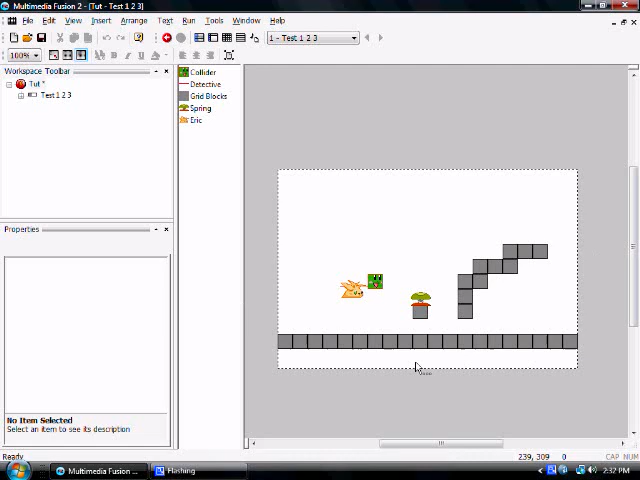 Multimedia Fusion 2 - [Tut - Test 1 2 3]
File Edit View Insert Arrange Text Run Tools Window Help
1 - Test 1 2 3
100%
Workspace Toolbar
Tut *
Test 1 2 3
Collider
Detective
Grid Blocks
Spring
Eric
Properties
No Item Selected
Select an item to see its description
Ready
239, 309 0 CAP NUM
Multimedia Fusion ...
Flashing
2:32 PM